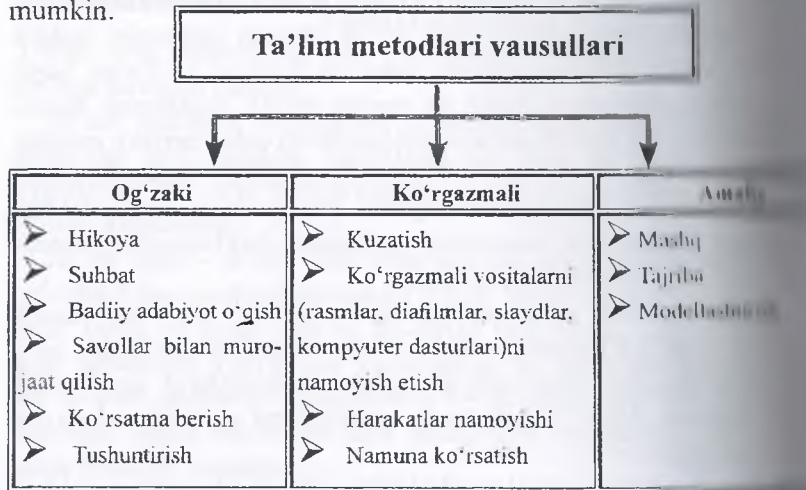 mumkin.
Ta’lim metodlari vausullari
Og‘zaki
Hikoya
Suhbat
Badiiy adabiyot o‘qish
Savollar bilan muro-
jaat qilish
Ko‘rsatma berish
Tushuntirish
Ko‘rgazmali
Kuzatish
Ko‘rgazmali vositalarni
(rasmlar, diafilmlar, slaydlar,
kompyuter dasturlari)ni
namoyish etish
Harakatlar namoyishi
Namuna ko‘rsatish
Mashq
Tajriba